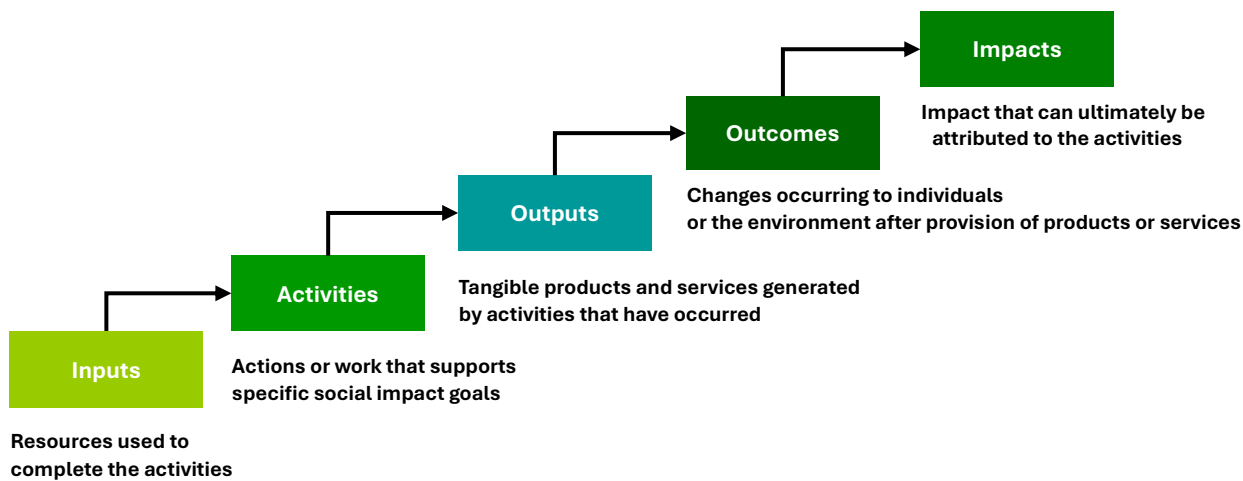 Impacts
Impact that can ultimately be
attributed to the activities
Outcomes
Changes occurring to individuals
or the environment after provision of products or services
Outputs
Tangible products and services generated
by activities that have occurred
Activities
Actions or work that supports
specific social impact goals
Inputs
Resources used to
complete the activities